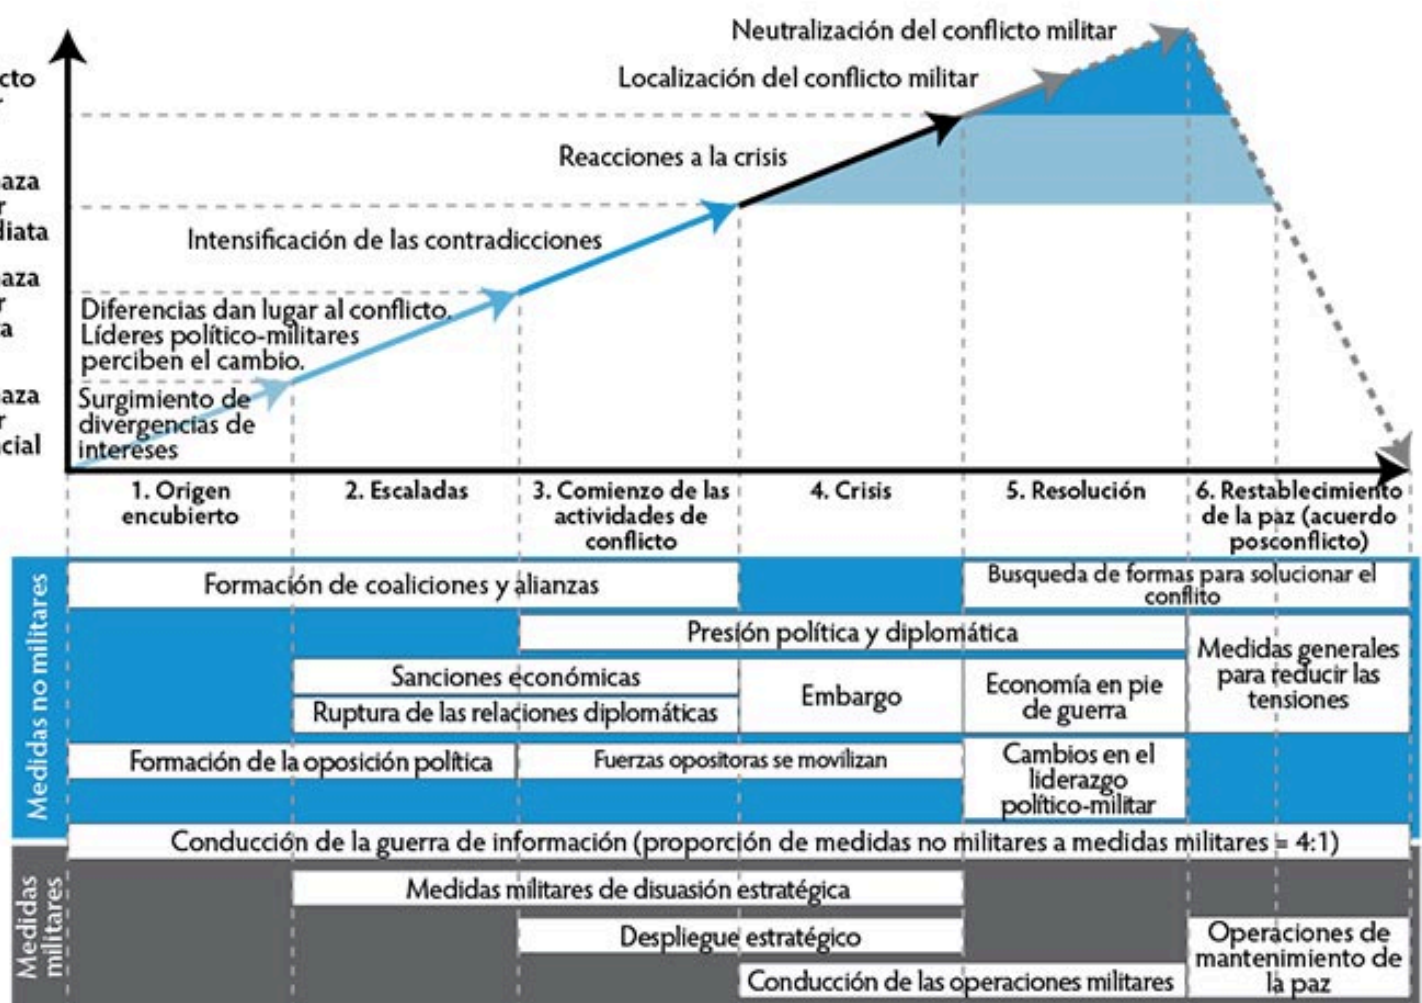 Neutralización del conflicto militar
Localización del conflicto militar
cto
r
Reacciones a la crisis
aza
r
diata
Intensificación de las contradicciones
aza
r
a
Diferencias dan lugar al conflicto.
Líderes político-militares
perciben el cambio.
aza
r
cial
Surgimiento de
divergencias de
intereses
1. Origen
encubierto
2. Escaladas
3. Comienzo de las
actividades de
conflicto
4. Crisis
5. Resolución
6. Restablecimiento
de la paz (acuerdo
posconflicto)
Medidas no militares
Formación de coaliciones y alianzas
Busqueda de formas para solucionar el
conflito
Presión política y diplomática
Medidas generales
para reducir las
tensiones
Sanciones económicas
Ruptura de las relaciones diplomáticas
Embargo
Economía en pie
de guerra
Formación de la oposición política
Fuerzas opositoras se movilizan
Cambios en el
liderazgo
político-militar
Conducción de la guerra de información (proporción de medidas no militares a medidas militares = 4:1)
Medidas
militares
Medidas militares de disuasión estratégica
Despliegue estratégico
Conducción de las operaciones militares
Operaciones de
mantenimiento de
la paz